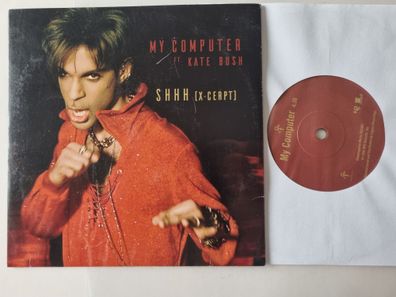 MY COMPUTER
FT KATE BUSH
SHHH [X-CERPT]
My Computer